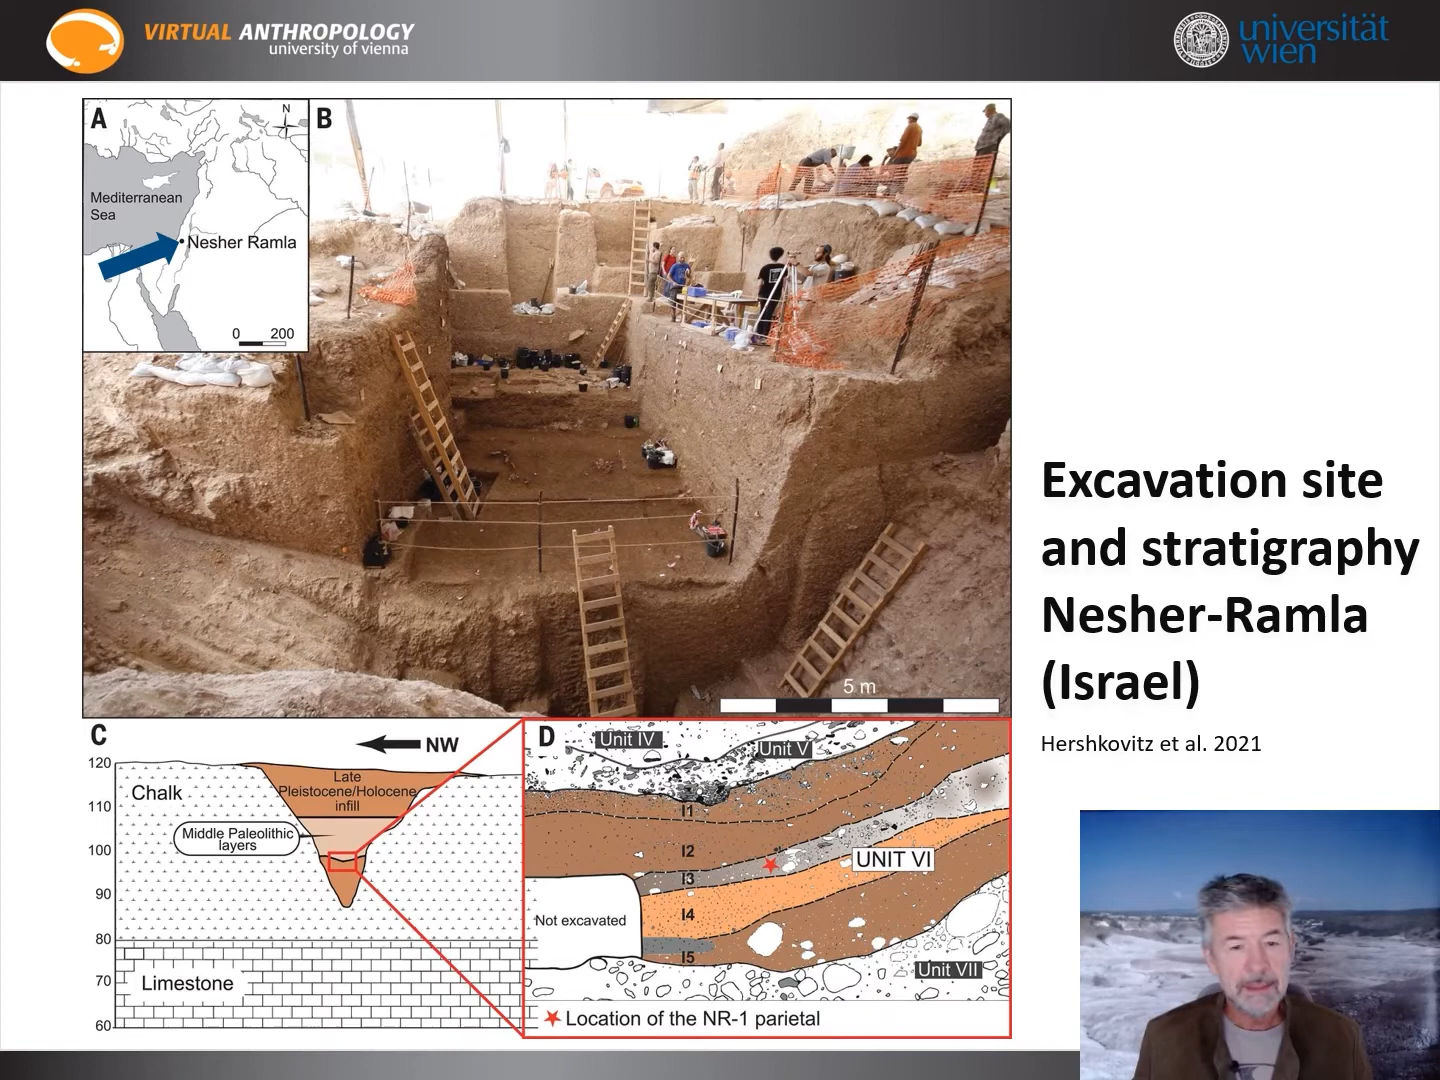 VIRTUAL ANTHROPOLOGY
university of vienna
universität
wien
A
N
Mediterranean
Sea
Nesher Ramla
0 200
B
5 m
Excavation site
and stratigraphy
Nesher-Ramla
(Israel)
Hershkovitz et al. 2021
C
NW
120
110
100
90
80
70
60
Chalk
Late
Pleistocene/Holocene
infill
Middle Paleolithic
layers
Limestone
D
Unit IV
Unit V
I1
I2
I3
I4
I5
UNIT VI
Not excavated
Unit VII
Location of the NR-1 parietal